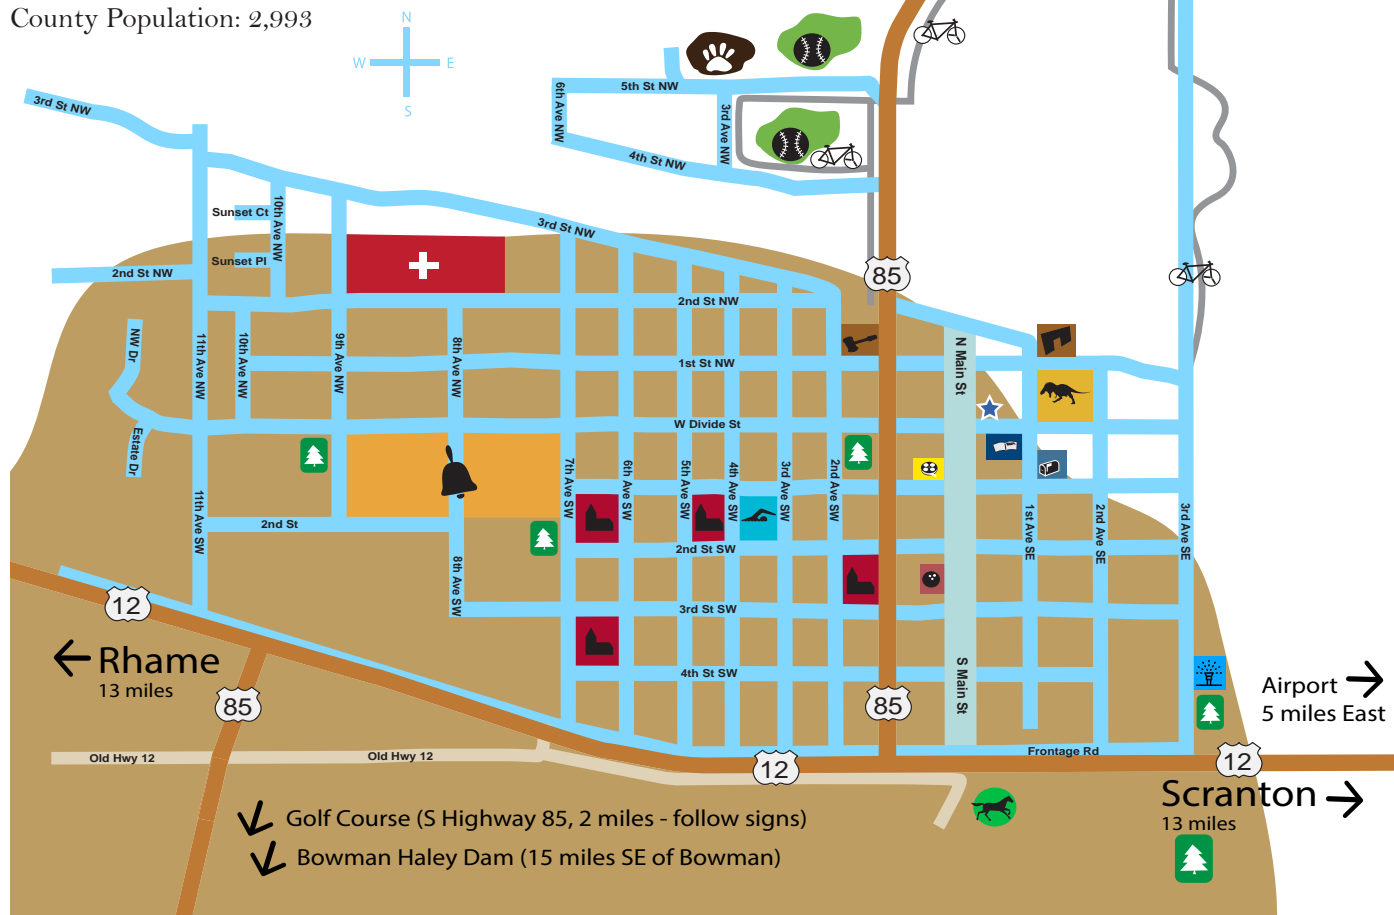 County Population: 2,993
N
W E
S
3rd St NW
5th St NW
6th Ave NW
3rd Ave NW
4th St NW
Sunset Ct
10th Ave NW
3rd St NW
Sunset Pl
2nd St NW
85
2nd St NW
NW Dr
11th Ave NW
10th Ave NW
9th Ave NW
8th Ave NW
1st St NW
N Main St
W Divide St
Estate Dr
7th Ave SW
6th Ave SW
5th Ave SW
4th Ave SW
3rd Ave SW
2nd Ave SW
11th Ave SW
1st Ave SE
2nd Ave SE
3rd Ave SE
2nd St
2nd St SW
8th Ave SW
12
3rd St SW
Rhame
13 miles
4th St SW
S Main St
85
85
Airport
5 miles East
Old Hwy 12
Old Hwy 12
Frontage Rd
12
12
Scranton
13 miles
Golf Course (S Highway 85, 2 miles - follow signs)
Bowman Haley Dam (15 miles SE of Bowman)